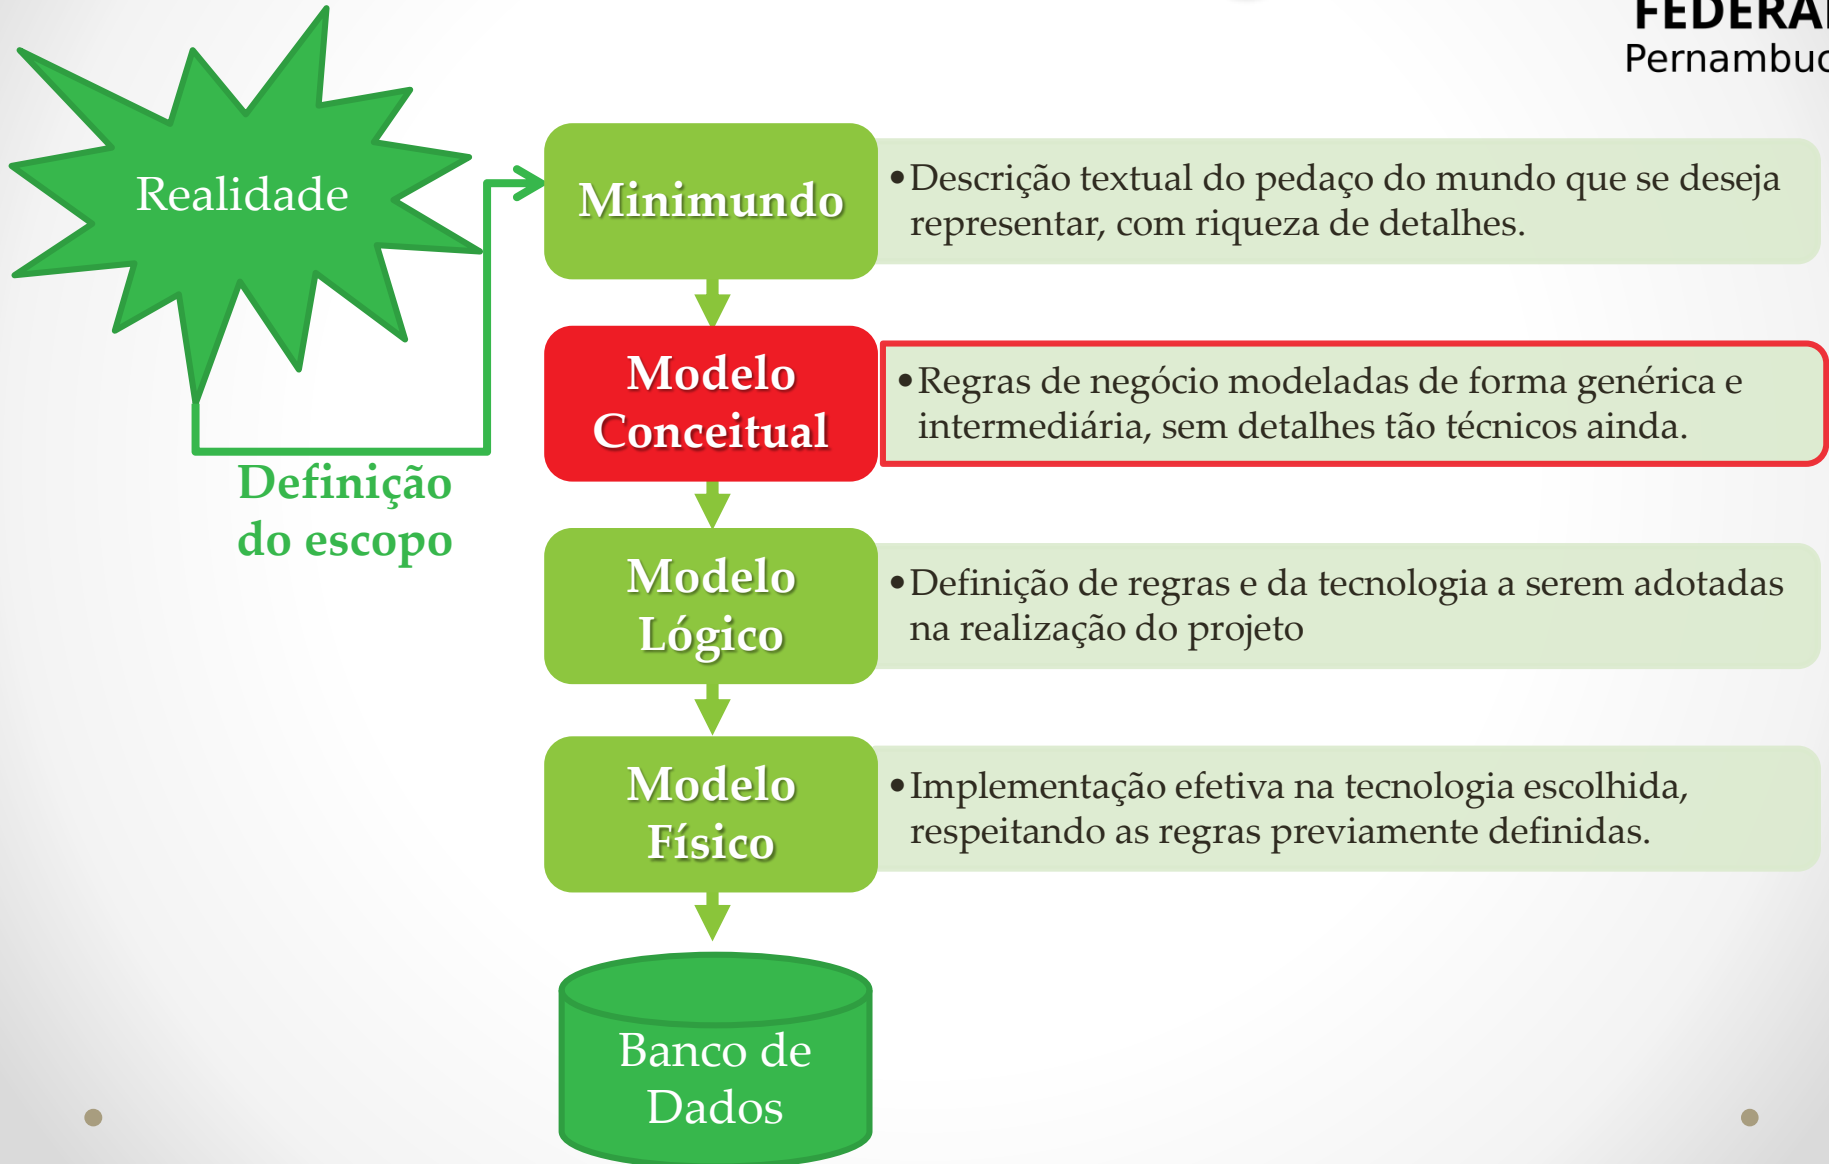 FEDERAL
Pernambuco
Realidade
Minimundo
•Descrição textual do pedaço do mundo que se deseja
representar, com riqueza de detalhes.
Modelo
Conceitual
•Regras de negócio modeladas de forma genérica e
intermediária, sem detalhes tão técnicos ainda.
Definição
do escopo
Modelo
Lógico
•Definição de regras e da tecnologia a serem adotadas
na realização do projeto
Modelo
Físico
•Implementação efetiva na tecnologia escolhida,
respeitando as regras previamente definidas.
Banco de
Dados